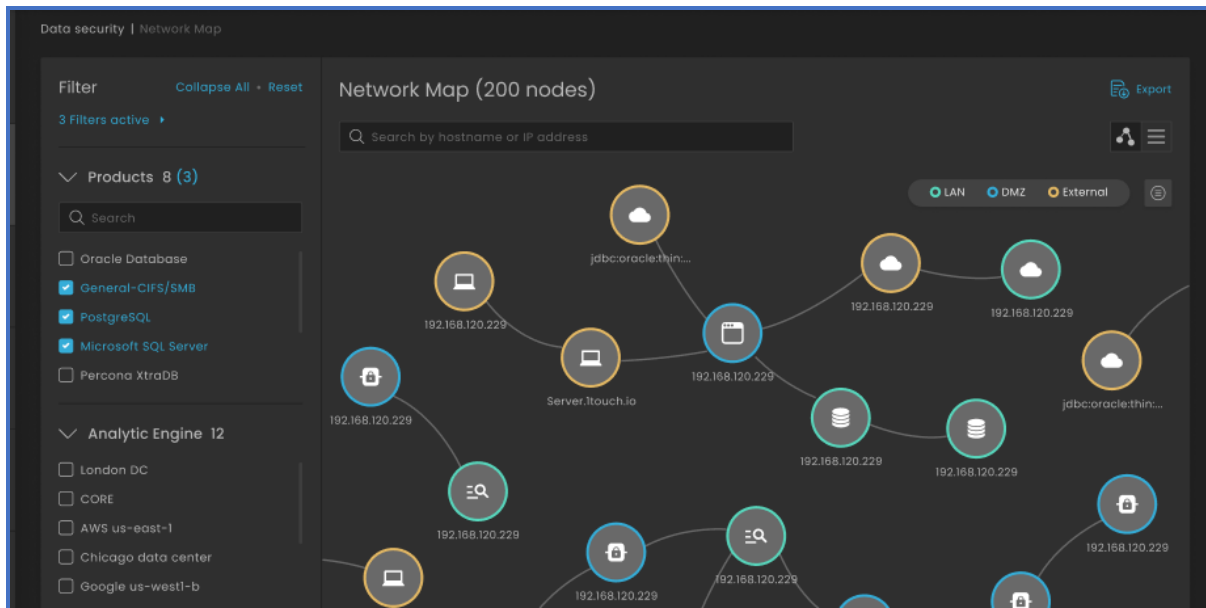 Data security | Network Map
Filter
Collapse All • Reset
3 Filters active
Products 8 (3)
Search
Oracle Database
General-CIFS/SMB
PostgreSQL
Microsoft SQL Server
Percona XtraDB
Analytic Engine 12
London DC
CORE
AWS us-east-1
Chicago data center
Google us-west1-b
Network Map (200 nodes)
Export
Search by hostname or IP address
LAN DMZ External
jdbc:oracle:thin:...
192.168.120.229
192.168.120.229
192.168.120.229
192.168.120.229
192.168.120.229
Server.1touch.io
jdbc:oracle:thin:...
192.168.120.229
192.168.120.229
192.168.120.229
192.168.120.229
192.168.120.229
192.168.120.229
192.168.120.229